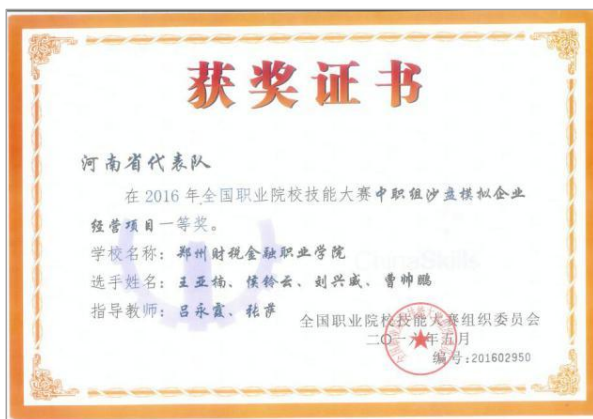 获奖证书
河南省代表队
在 2016 年全国职业院校技能大赛中职组沙盘模拟企业
经营项目一等奖。
ChinaSkills
学校名称：郑州财税金融职业学院
选手姓名：王亚楠、侯铃云、刘兴威、曹帅鹏
指导教师：吕永霞、张萍
全国职业院校技能大赛组织委员会
二〇一六年五月
编号:201602950